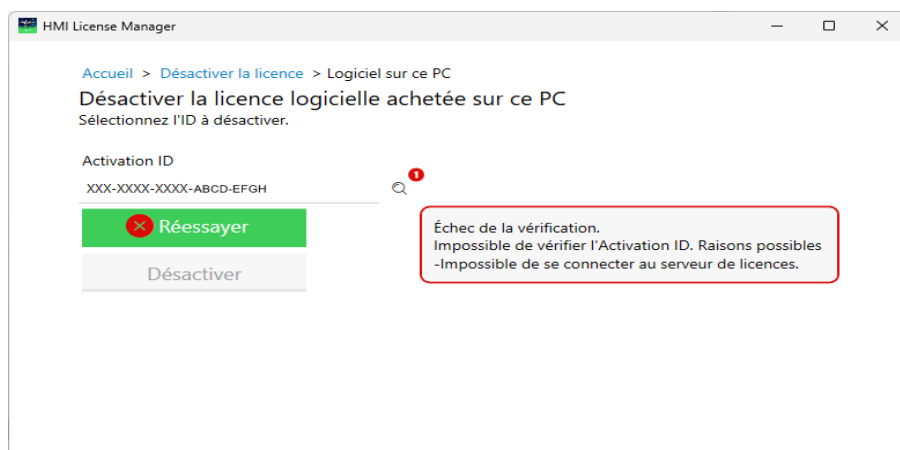 HMI License Manager
Accueil > Désactiver la licence > Logiciel sur ce PC
Désactiver la licence logicielle achetée sur ce PC
Sélectionnez l'ID à désactiver.
Activation ID
XXX-XXXX-XXXX-ABCD-EFGH
1
Réessayer
Échec de la vérification.
Impossible de vérifier l'Activation ID. Raisons possibles
-Impossible de se connecter au serveur de licences.
Désactiver